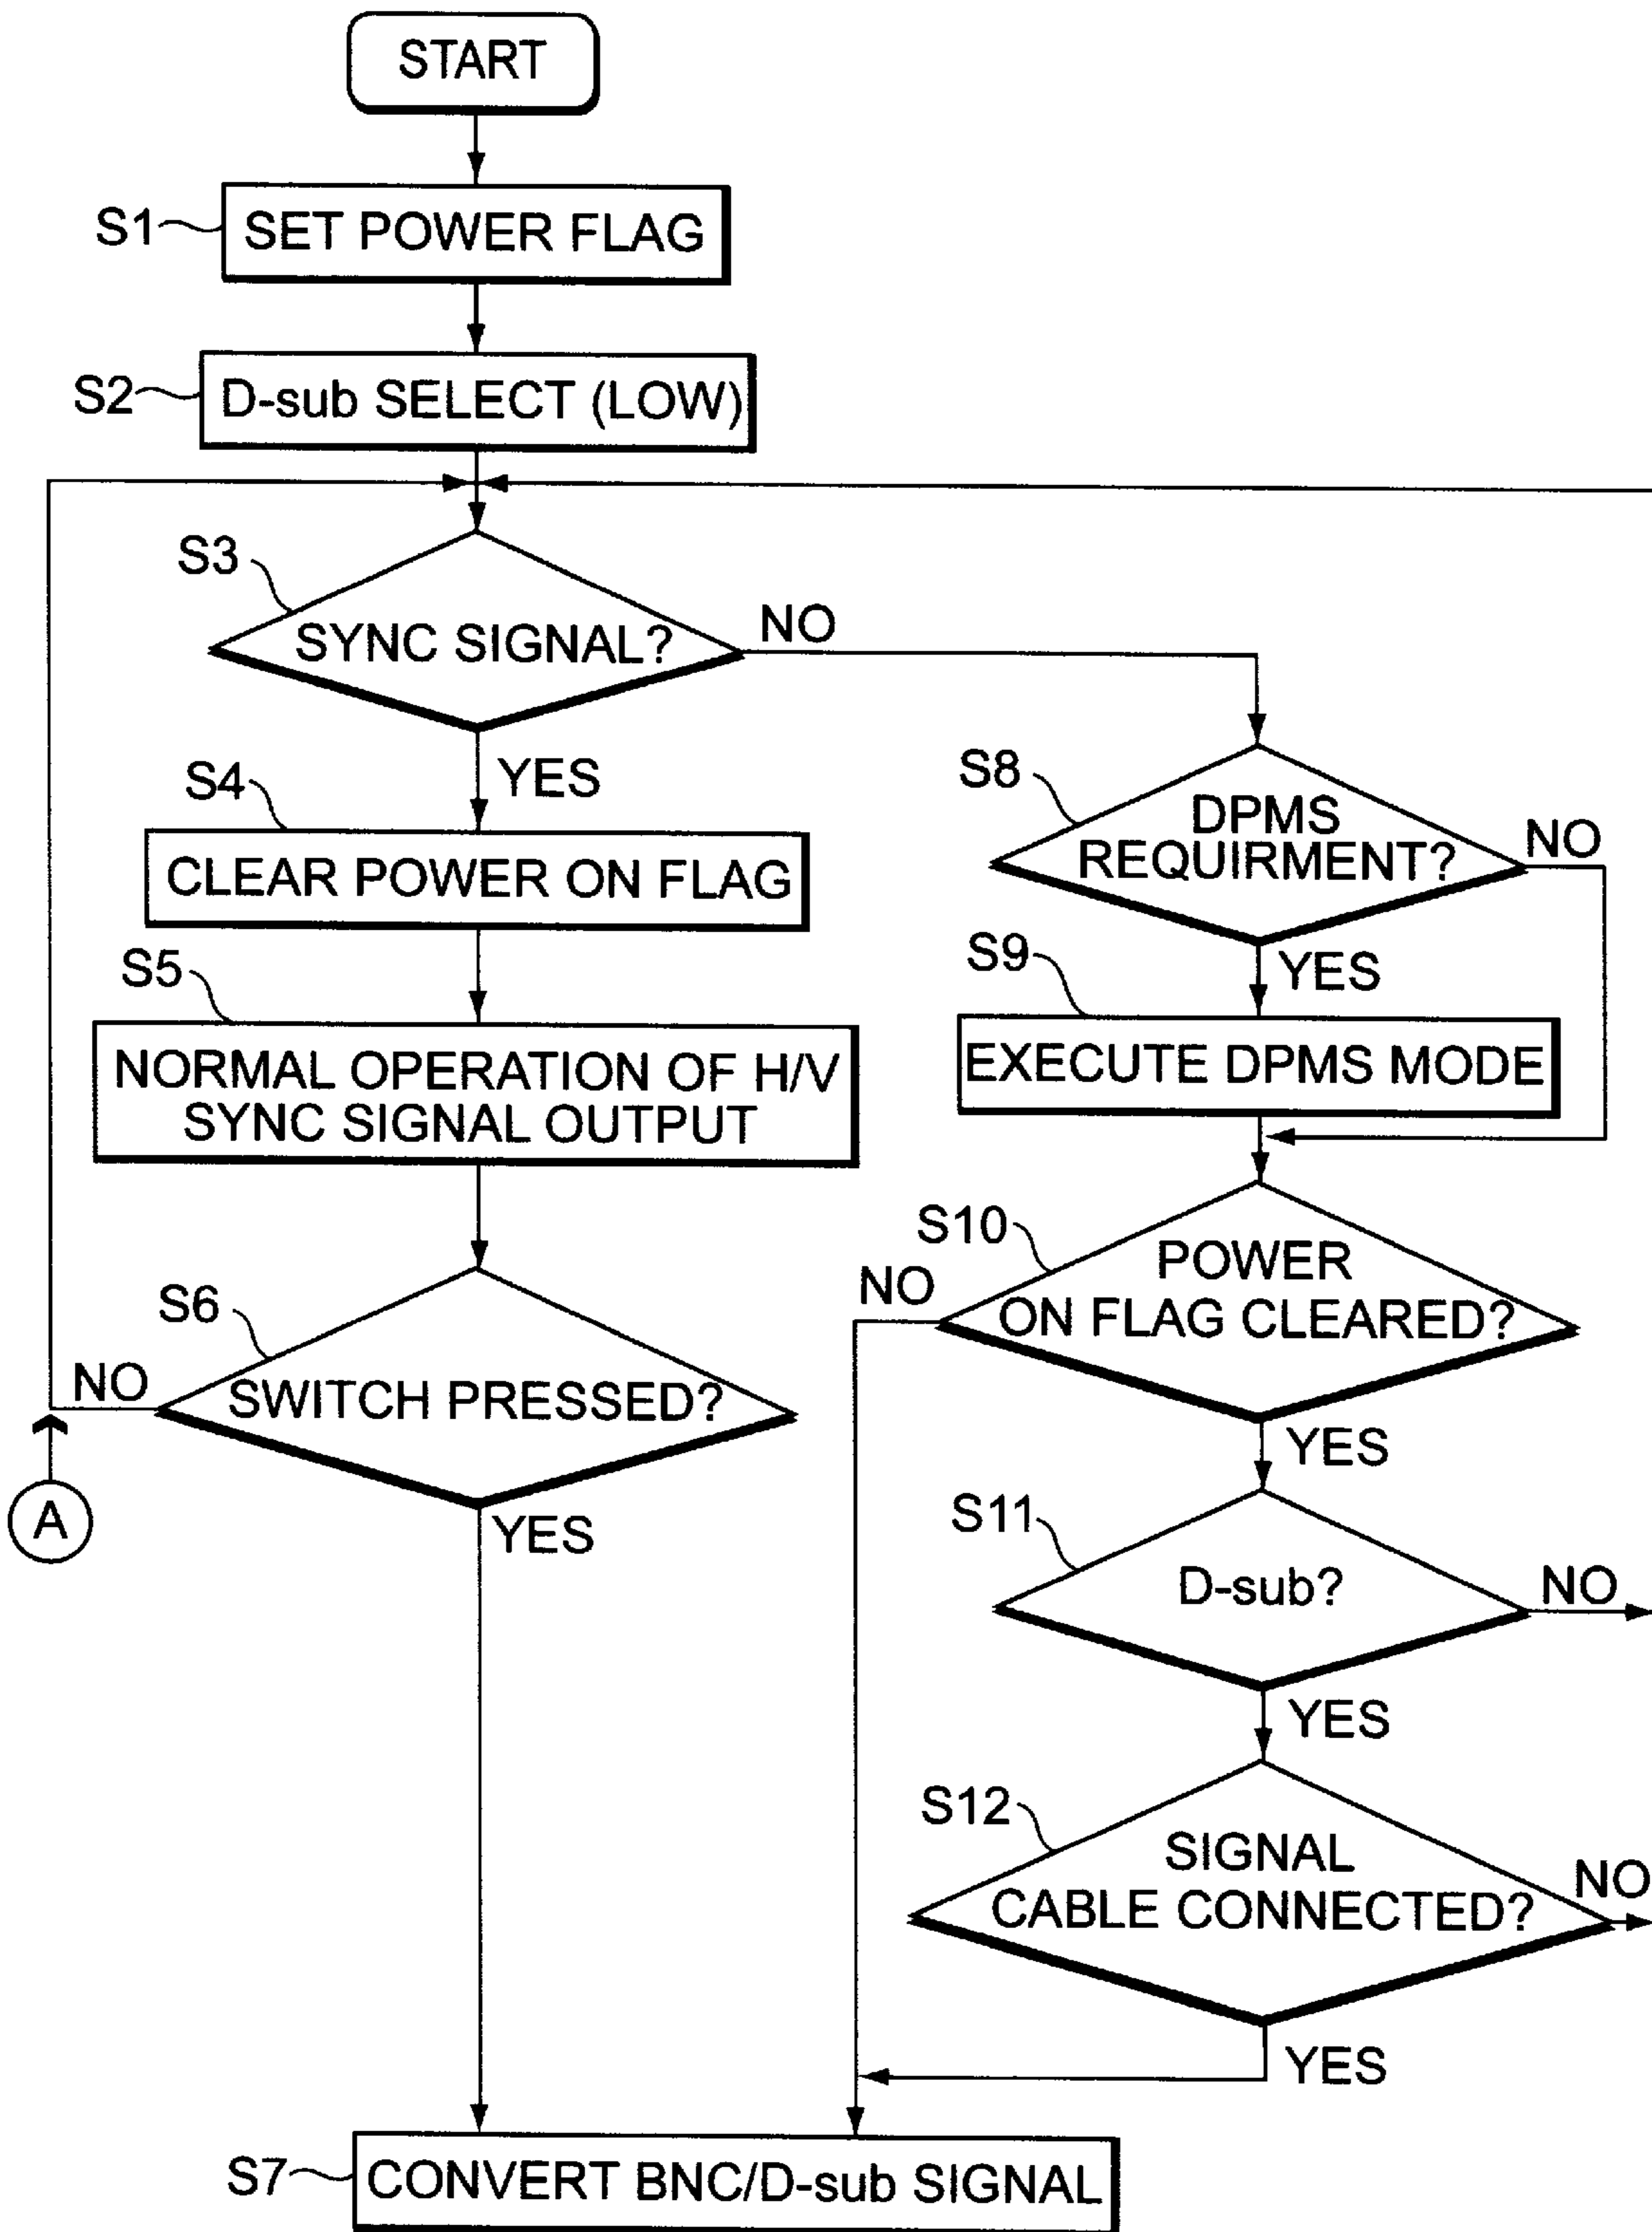 START
S1
SET POWER FLAG
S2
D-sub SELECT (LOW)
S3
SYNC SIGNAL?
NO
YES
S4
CLEAR POWER ON FLAG
S5
NORMAL OPERATION OF H/V
SYNC SIGNAL OUTPUT
S6
SWITCH PRESSED?
NO
A
YES
S8
DPMS
REQUIRMENT?
NO
YES
S9
EXECUTE DPMS MODE
S10
POWER
ON FLAG CLEARED?
NO
YES
S11
D-sub?
NO
YES
S12
SIGNAL
CABLE CONNECTED?
NO
YES
S7
CONVERT BNC/D-sub SIGNAL